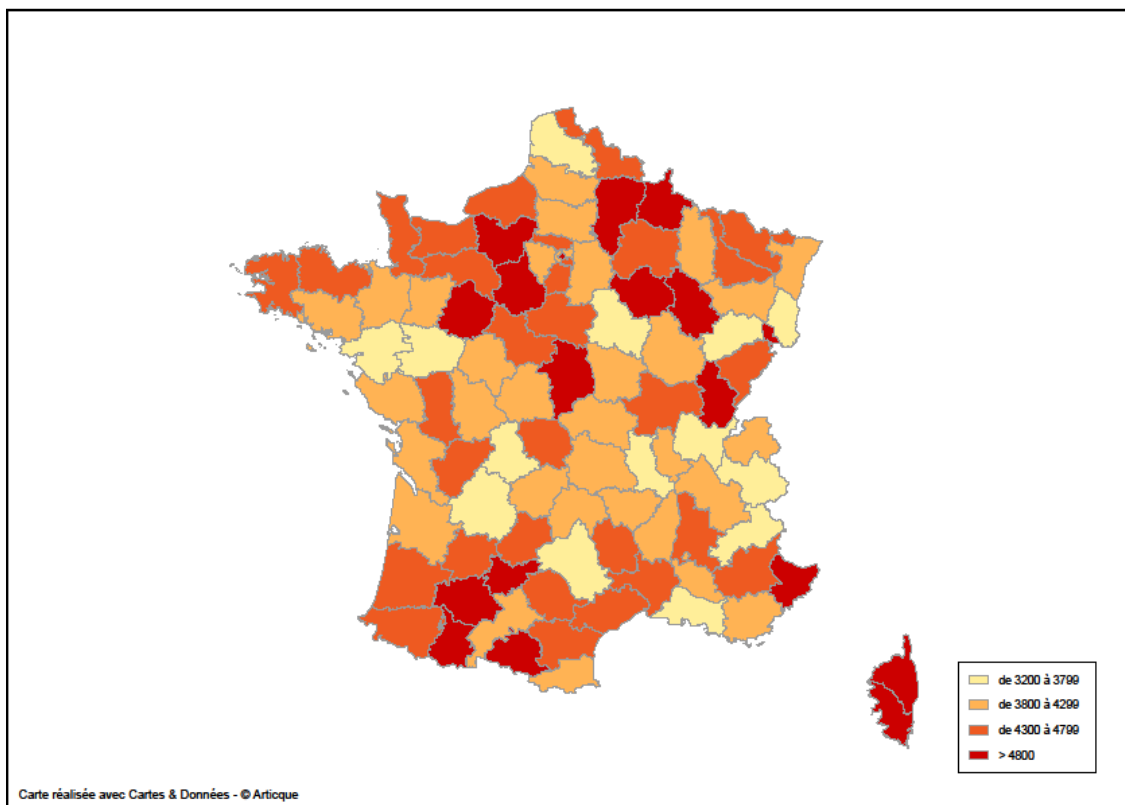 de 3200 à 3799
de 3800 à 4299
de 4300 à 4799
> 4800
Carte réalisée avec Cartes & Données - © Articque